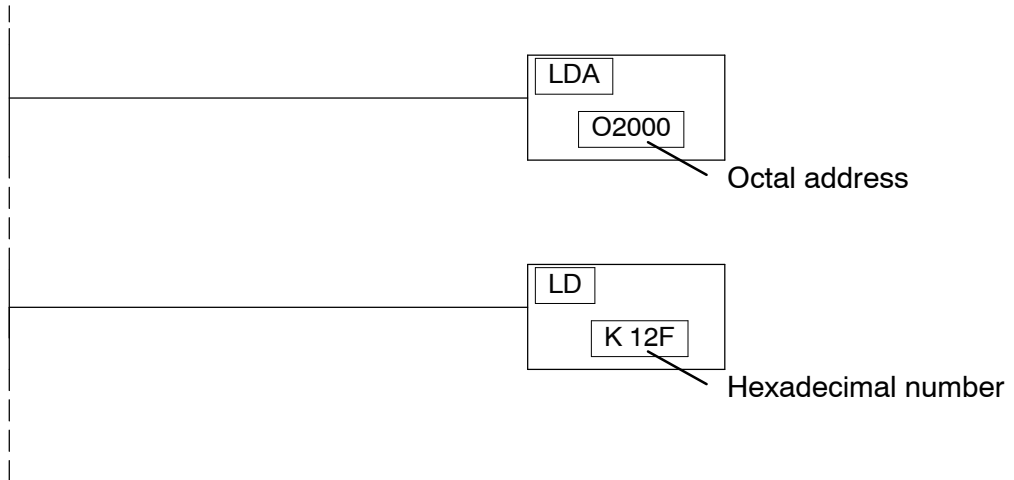 LDA
O2000
Octal address
LD
K 12F
Hexadecimal number